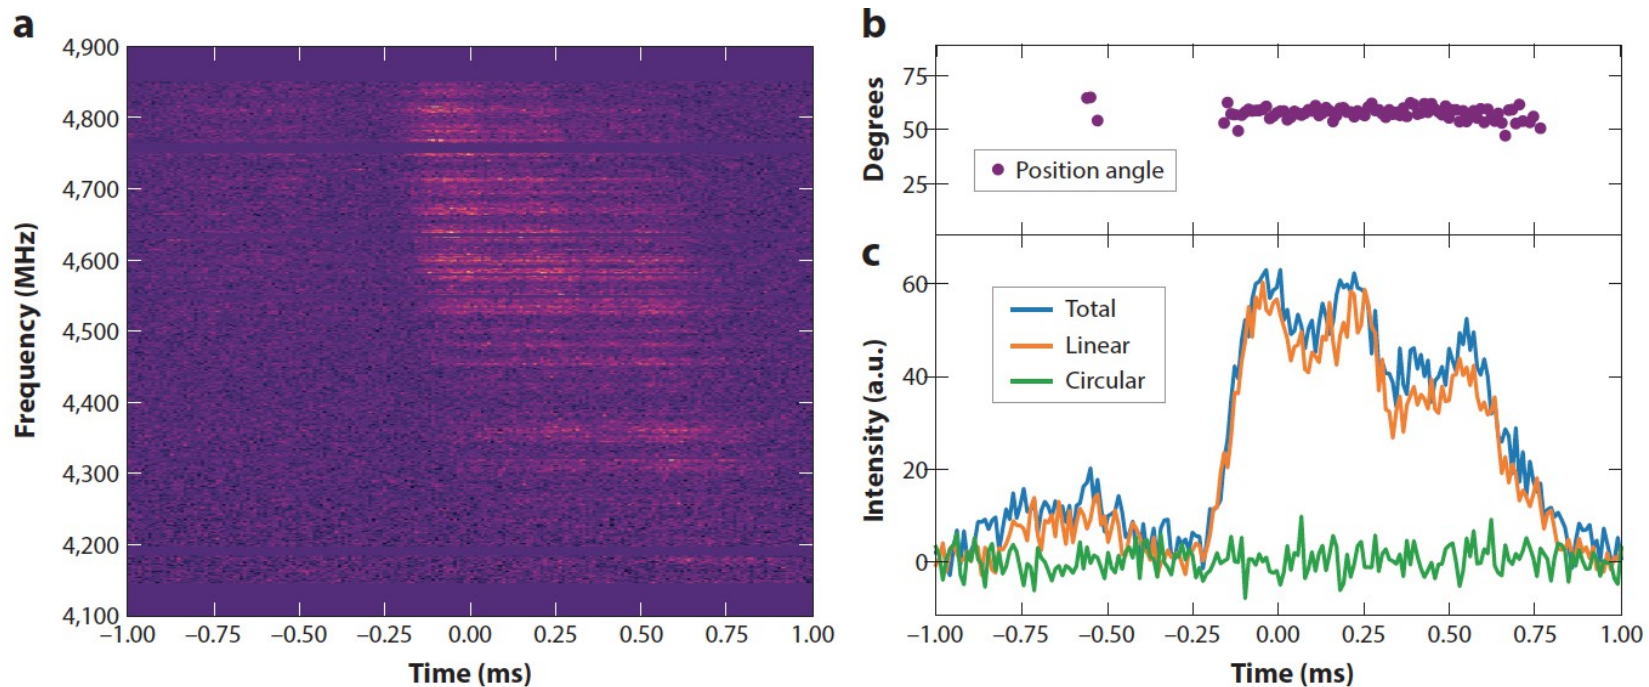 a
4,900
4,800
4,700
4,600
4,500
4,400
4,300
4,200
4,100
Frequency (MHz)
−1.00 −0.75 −0.50 −0.25 0.00 0.25 0.50 0.75 1.00
Time (ms)
b
75
50
25
Degrees
Position angle
c
60
40
20
0
Intensity (a.u.)
Total
Linear
Circular
−1.00 −0.75 −0.50 −0.25 0.00 0.25 0.50 0.75 1.00
Time (ms)